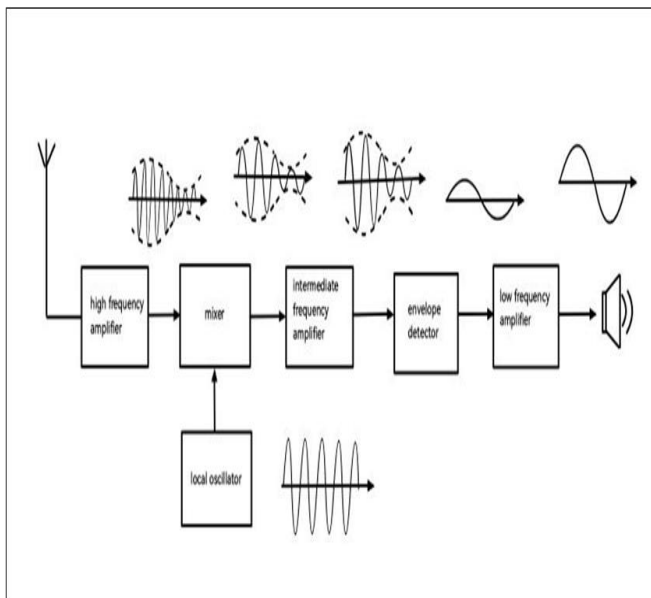 high frequency
amplifier
mixer
intermediate
frequency
amplifier
envelope
detector
low frequency
amplifier
local oscillator